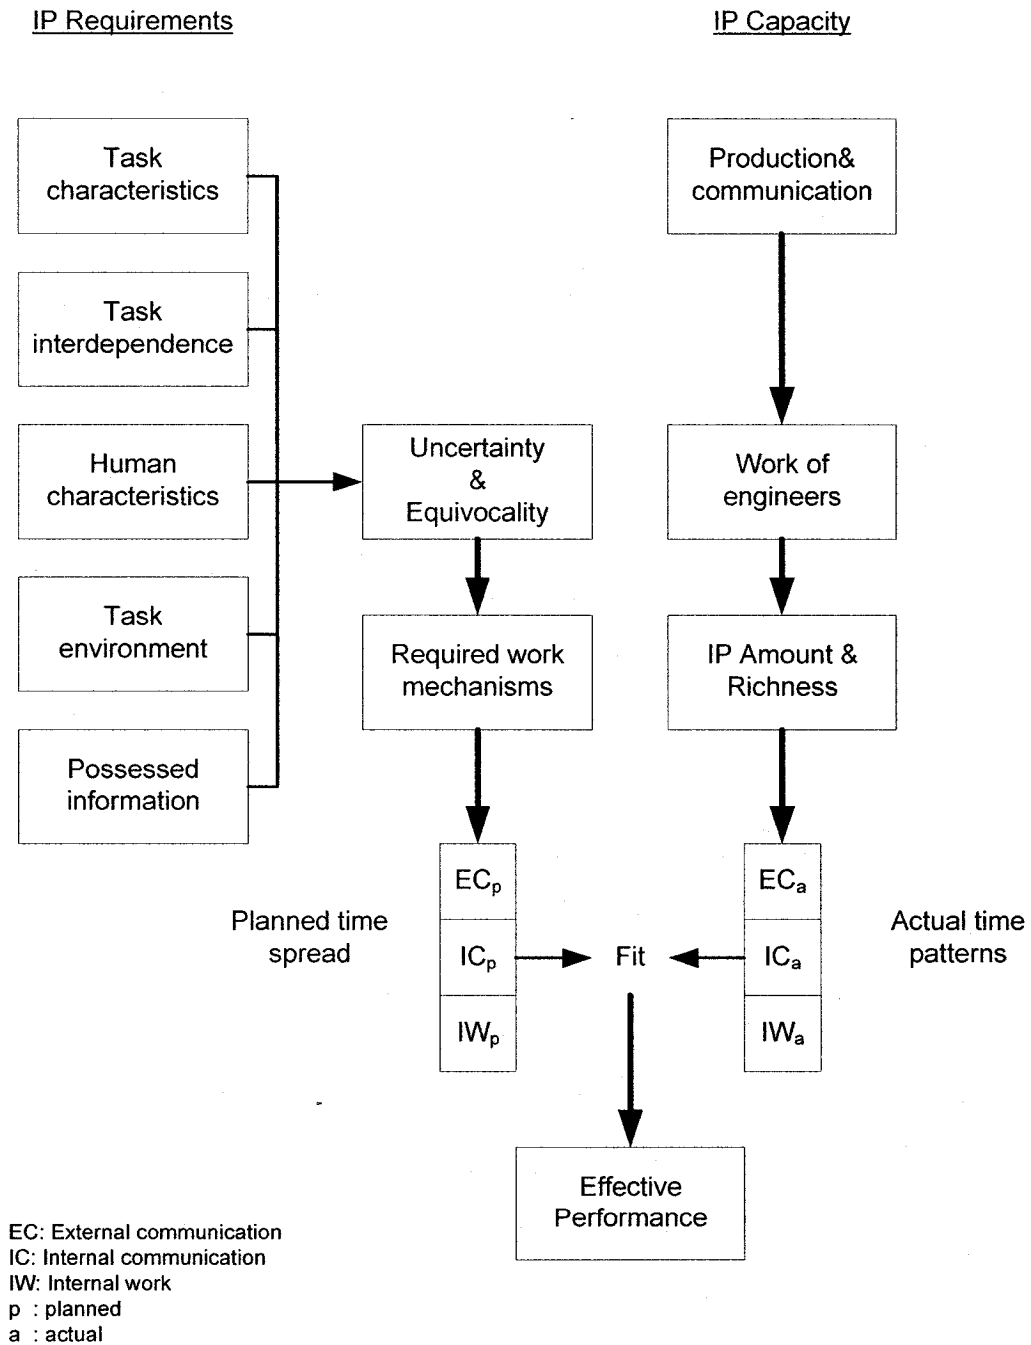 IP Requirements
IP Capacity
Task
characteristics
Production&
communication
Task
interdependence
Human
characteristics
Uncertainty
&
Equivocality
Work of
engineers
Task
environment
Required work
mechanisms
IP Amount &
Richness
Possessed
information
Planned time
spread
ECp
ICp
IWp
Fit
ECa
ICa
IWa
Actual time
patterns
Effective
Performance
EC: External communication
IC: Internal communication
IW: Internal work
p : planned
a : actual